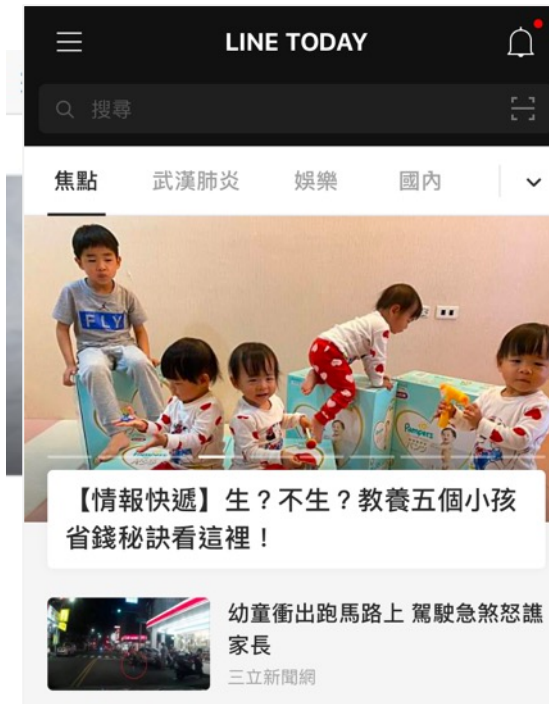 LINE TODAY
搜尋
焦點 武漢肺炎 娛樂 國內
FLY
Pampers
【情報快遞】生？不生？教養五個小孩
省錢秘訣看這裡！
幼童衝出跑馬路上 駕駛急煞怒譙
家長
三立新聞網